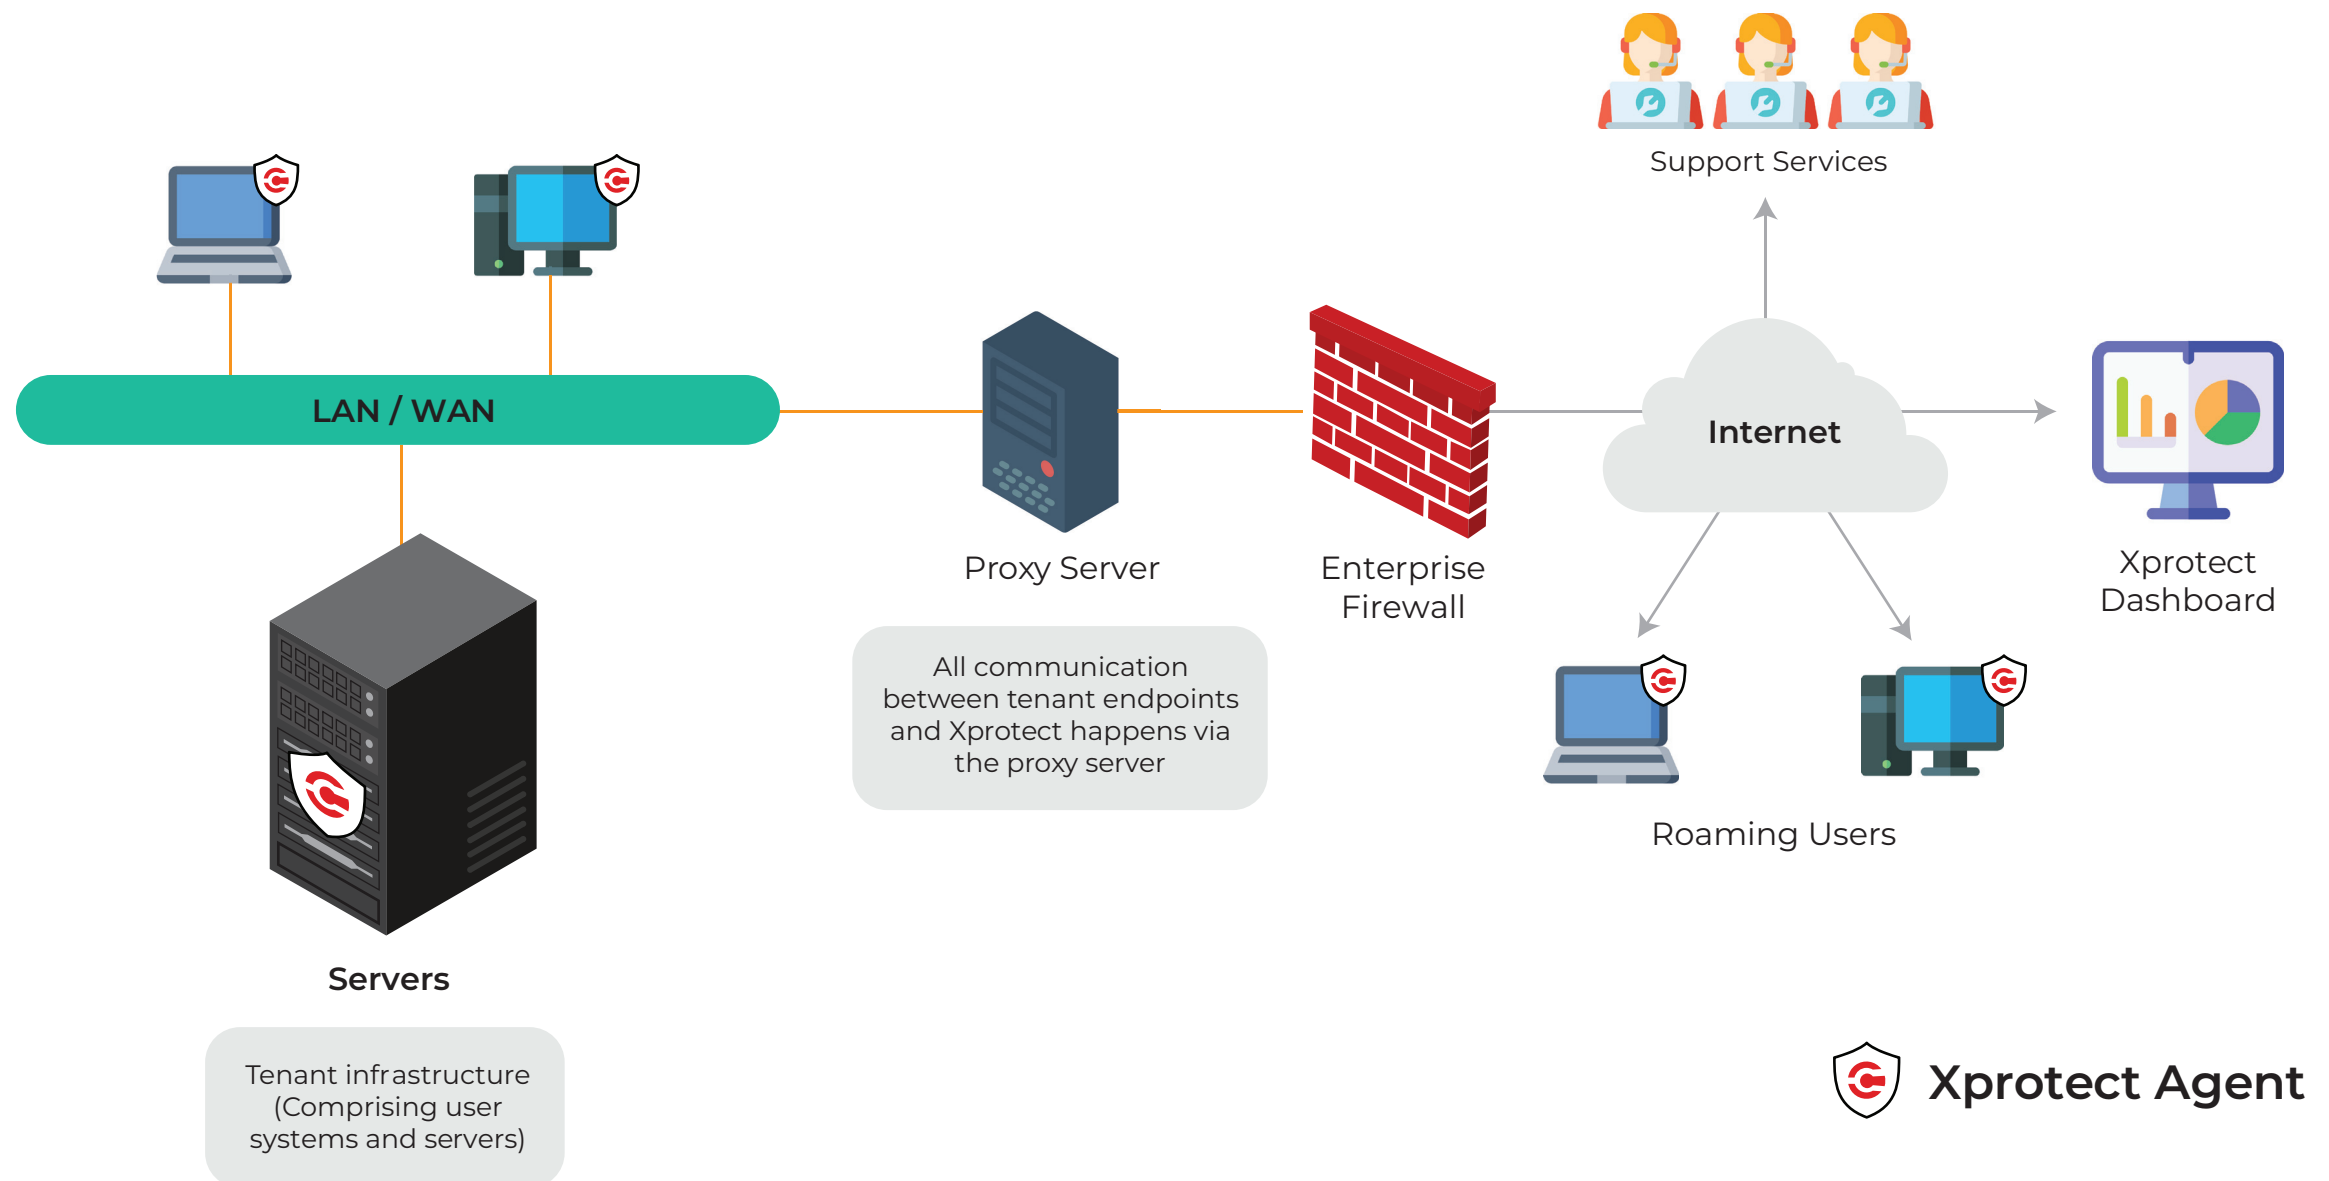 Support Services
LAN / WAN
Internet
Proxy Server
Enterprise
Firewall
Xprotect
Dashboard
All communication
between tenant endpoints
and Xprotect happens via
the proxy server
Roaming Users
Servers
Tenant infrastructure
(Comprising user
systems and servers)
Xprotect Agent